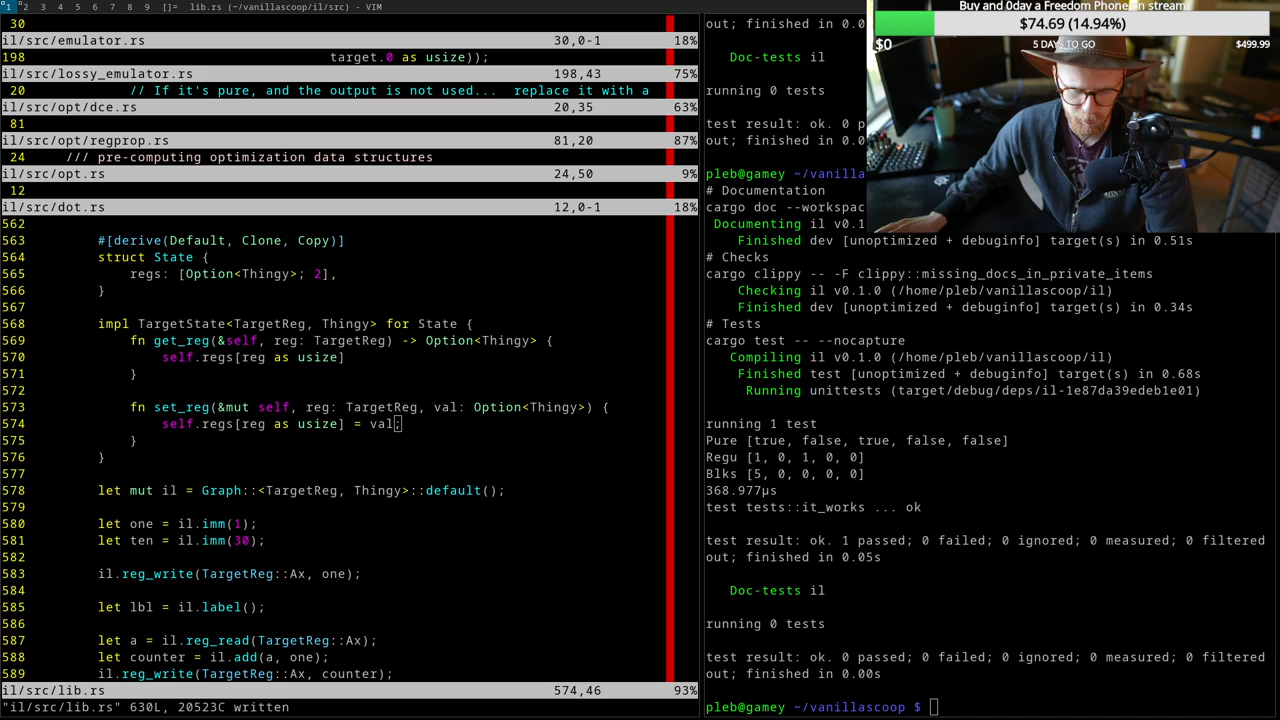 1 2 3 4 5 6 7 8 9 []= lib.rs (~/vanillascoop/il/src) - VIM
30
il/src/emulator.rs 30,0-1 18%
198 target.0 as usize));
il/src/lossy_emulator.rs 198,43 75%
20 // If it's pure, and the output is not used... replace it with a
il/src/opt/dce.rs 20,35 63%
81
il/src/opt/regprop.rs 81,20 87%
24 /// pre-computing optimization data structures
il/src/opt.rs 24,50 9%
12
il/src/dot.rs 12,0-1 18%
562
563 #[derive(Default, Clone, Copy)]
564 struct State {
565 regs: [Option<Thingy>; 2],
566 }
567
568 impl TargetState<TargetReg, Thingy> for State {
569 fn get_reg(&self, reg: TargetReg) -> Option<Thingy> {
570 self.regs[reg as usize]
571 }
572
573 fn set_reg(&mut self, reg: TargetReg, val: Option<Thingy>) {
574 self.regs[reg as usize] = val;
575 }
576 }
577
578 let mut il = Graph::<TargetReg, Thingy>::default();
579
580 let one = il.imm(1);
581 let ten = il.imm(30);
582
583 il.reg_write(TargetReg::Ax, one);
584
585 let lbl = il.label();
586
587 let a = il.reg_read(TargetReg::Ax);
588 let counter = il.add(a, one);
589 il.reg_write(TargetReg::Ax, counter);
il/src/lib.rs 574,46 93%
"il/src/lib.rs" 630L, 20523C written
out; finished in 0.0
Doc-tests il
running 0 tests
test result: ok. 0 p
out; finished in 0.0
pleb@gamey ~/vanilla
# Documentation
cargo doc --workspac
Documenting il v0.1
Finished dev [unoptimized + debuginfo] target(s) in 0.51s
# Checks
cargo clippy -- -F clippy::missing_docs_in_private_items
Checking il v0.1.0 (/home/pleb/vanillascoop/il)
Finished dev [unoptimized + debuginfo] target(s) in 0.34s
# Tests
cargo test -- --nocapture
Compiling il v0.1.0 (/home/pleb/vanillascoop/il)
Finished test [unoptimized + debuginfo] target(s) in 0.68s
Running unittests (target/debug/deps/il-1e87da39edeb1e01)
running 1 test
Pure [true, false, true, false, false]
Regu [1, 0, 1, 0, 0]
Blks [5, 0, 0, 0, 0]
368.977µs
test tests::it_works ... ok
test result: ok. 1 passed; 0 failed; 0 ignored; 0 measured; 0 filtered
out; finished in 0.05s
Doc-tests il
running 0 tests
test result: ok. 0 passed; 0 failed; 0 ignored; 0 measured; 0 filtered
out; finished in 0.00s
pleb@gamey ~/vanillascoop $
Buy and 0day a Freedom Phone on stream
$74.69 (14.94%)
$0 5 DAYS TO GO $499.99